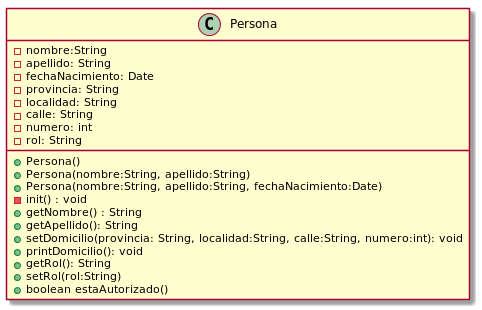 C Persona
nombre:String
apellido: String
fechaNacimiento: Date
provincia: String
localidad: String
calle: String
numero: int
rol: String
Persona()
Persona(nombre:String, apellido:String)
Persona(nombre:String, apellido:String, fechaNacimiento:Date)
init() : void
getNombre() : String
getApellido(): String
setDomicilio(provincia: String, localidad:String, calle:String, numero:int): void
printDomicilio(): void
getRol(): String
setRol(rol:String)
boolean estaAutorizado()